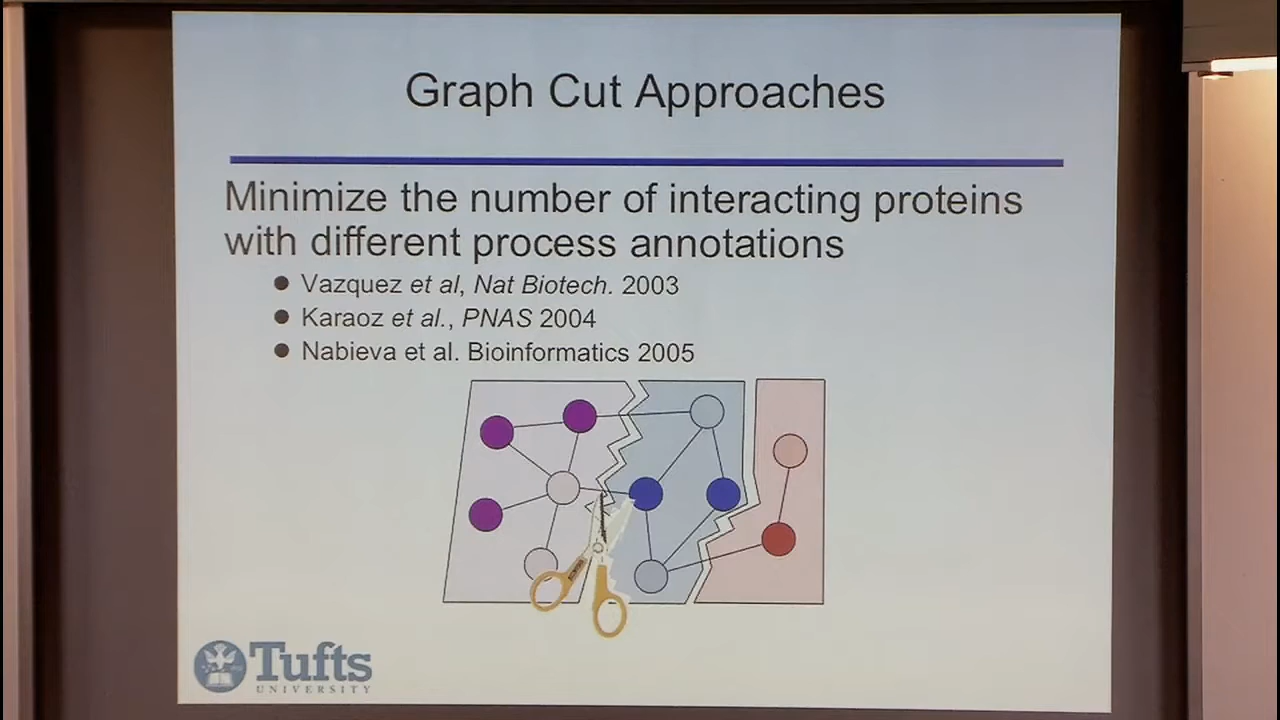 Graph Cut Approaches
Minimize the number of interacting proteins
with different process annotations
● Vazquez et al, Nat Biotech. 2003
● Karaoz et al., PNAS 2004
● Nabieva et al. Bioinformatics 2005
Tufts
UNIVERSITY